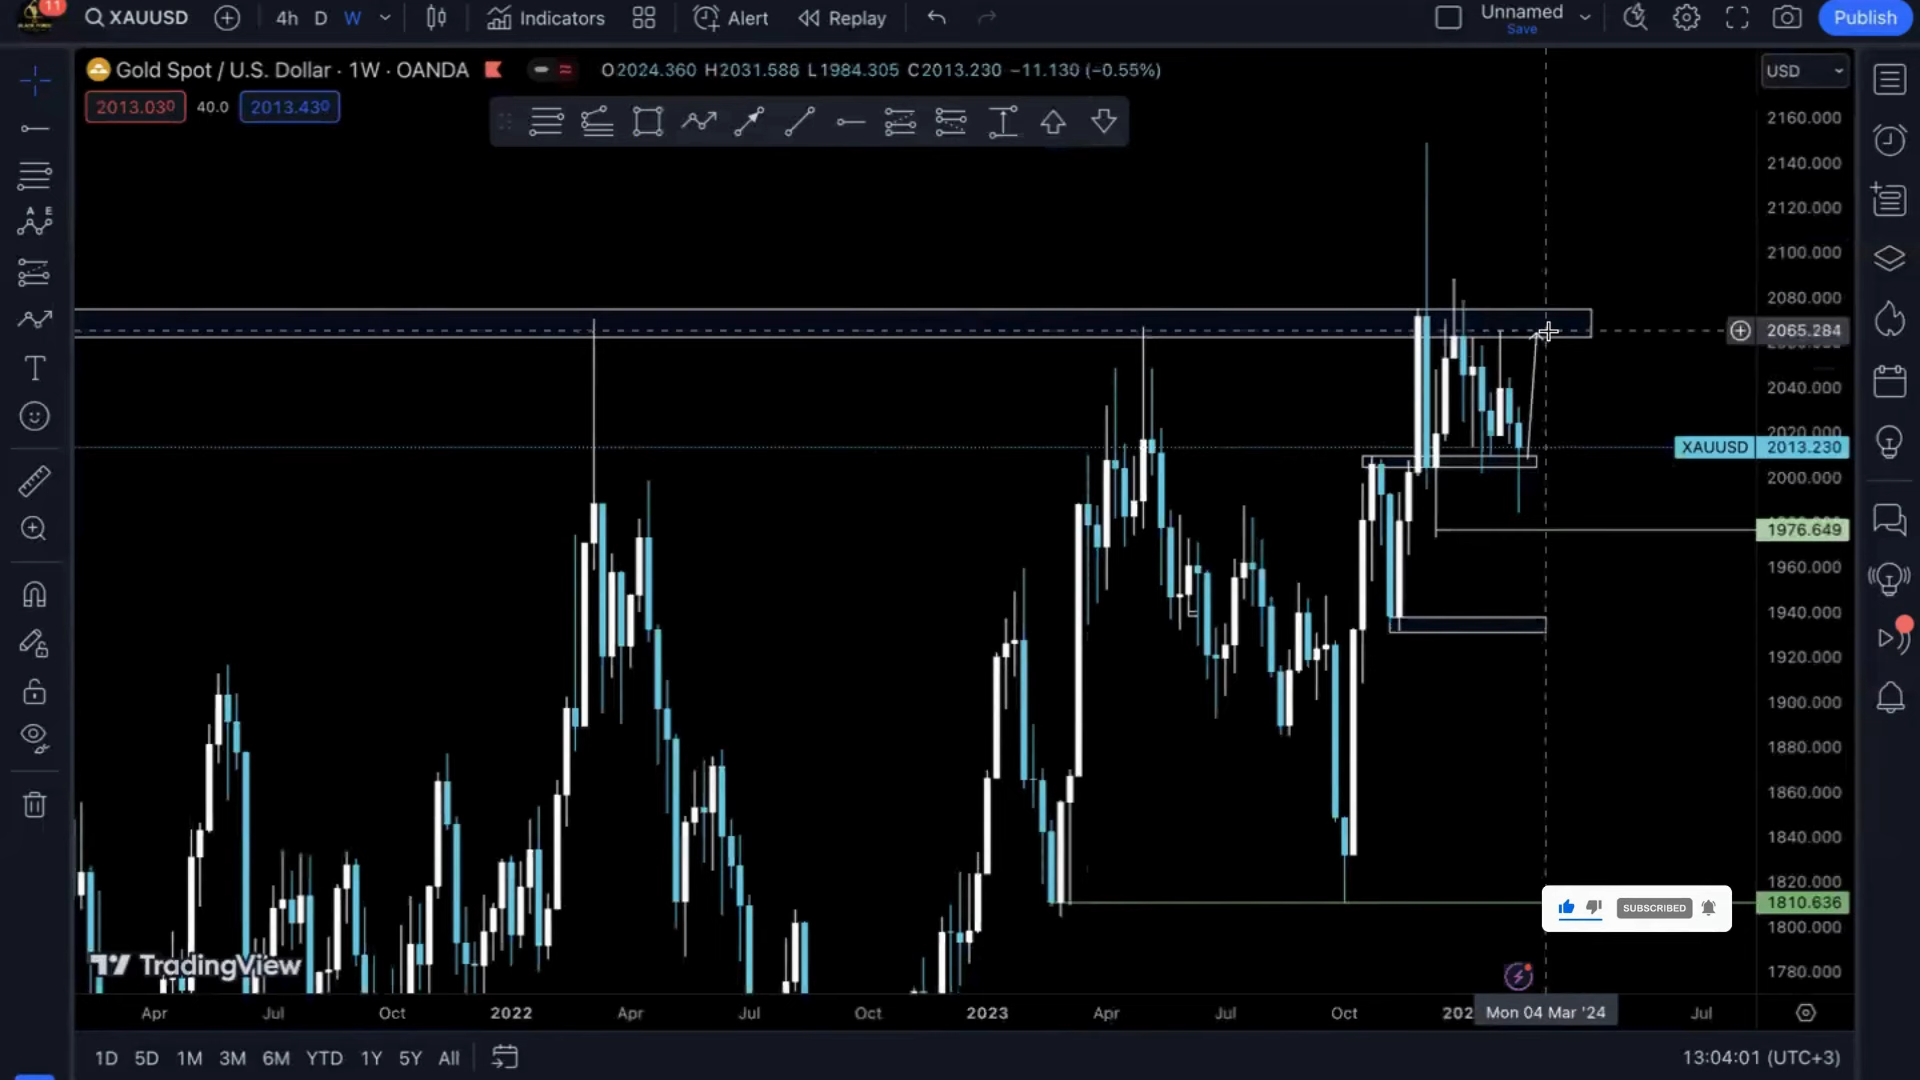 11
XAUUSD
4h D W
Indicators
Alert
Replay
Unnamed
Save
Publish
Gold Spot / U.S. Dollar · 1W · OANDA
O2024.360 H2031.588 L1984.305 C2013.230 −11.130 (−0.55%)
USD
2013.030 40.0 2013.430
2160.000
2140.000
2120.000
2100.000
2080.000
2065.284
2040.000
2020.000
XAUUSD 2013.230
2000.000
1976.649
1960.000
1940.000
1920.000
1900.000
1880.000
1860.000
1840.000
1820.000
SUBSCRIBED
1810.636
1800.000
TradingView
1780.000
Apr Jul Oct 2022 Apr Jul Oct 2023 Apr Jul Oct 202 Mon 04 Mar '24 Jul
1D 5D 1M 3M 6M YTD 1Y 5Y All
13:04:01 (UTC+3)